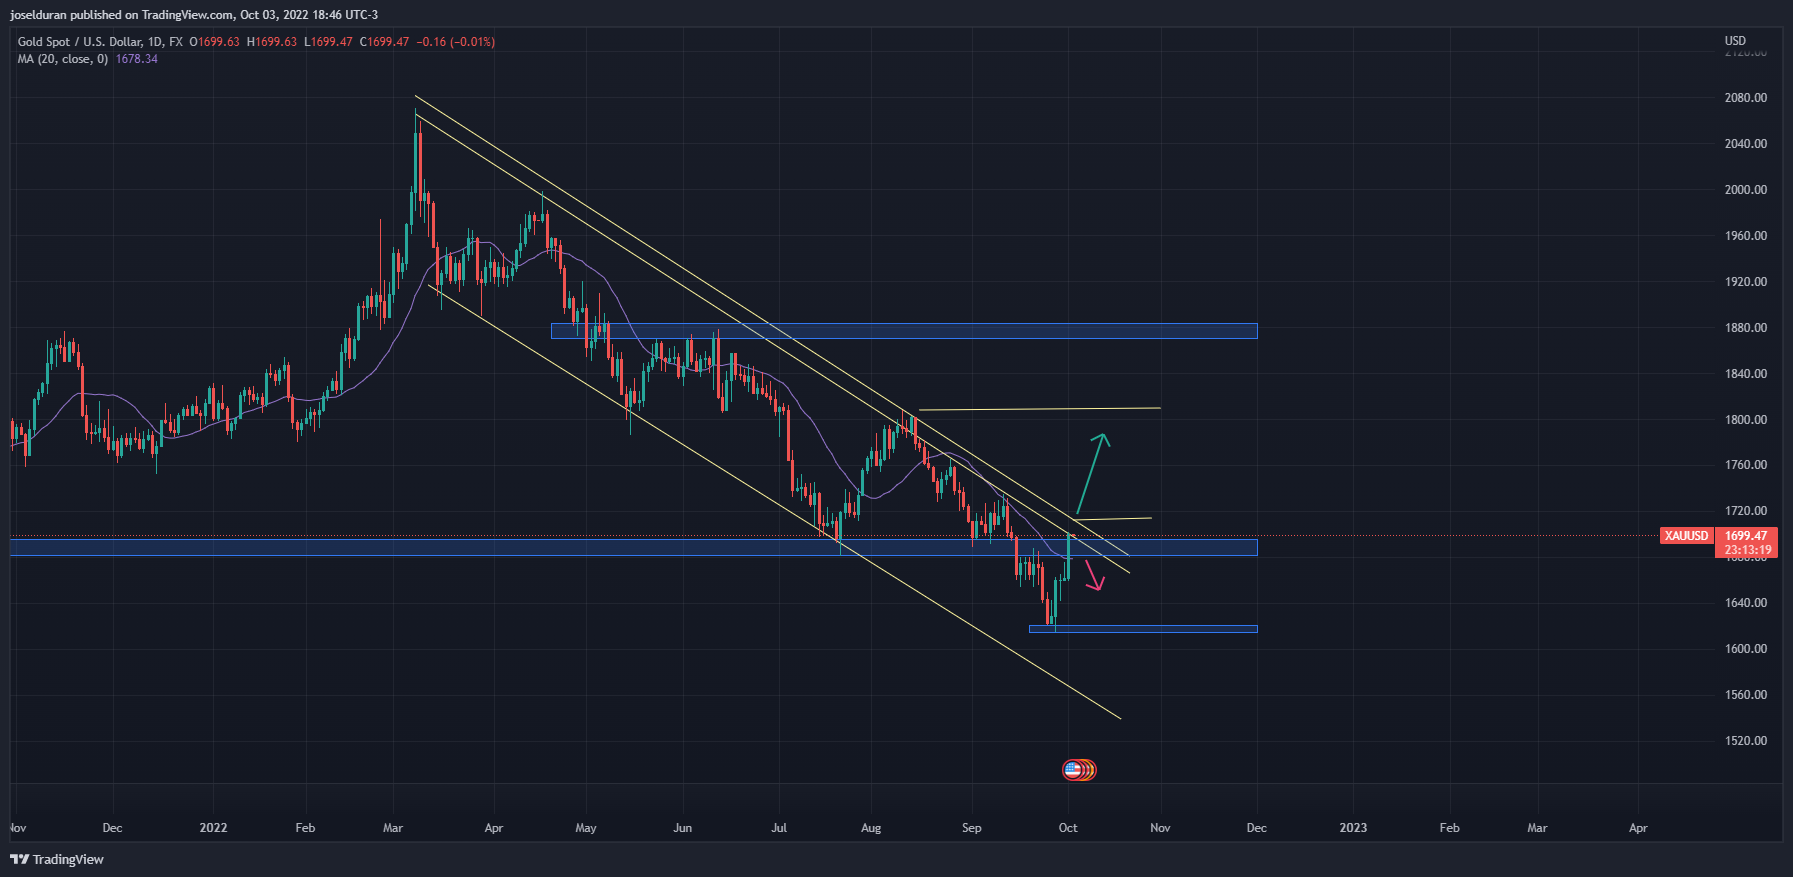 joselduran published on TradingView.com, Oct 03, 2022 18:46 UTC-3
Gold Spot / U.S. Dollar, 1D, FX O1699.63 H1699.63 L1699.47 C1699.47 −0.16 (−0.01%)
MA (20, close, 0) 1678.34
USD
2120.00
2080.00
2040.00
2000.00
1960.00
1920.00
1880.00
1840.00
1800.00
1760.00
1720.00
XAUUSD 1699.47
23:13:19
1680.00
1640.00
1600.00
1560.00
1520.00
Nov Dec 2022 Feb Mar Apr May Jun Jul Aug Sep Oct Nov Dec 2023 Feb Mar Apr
TradingView